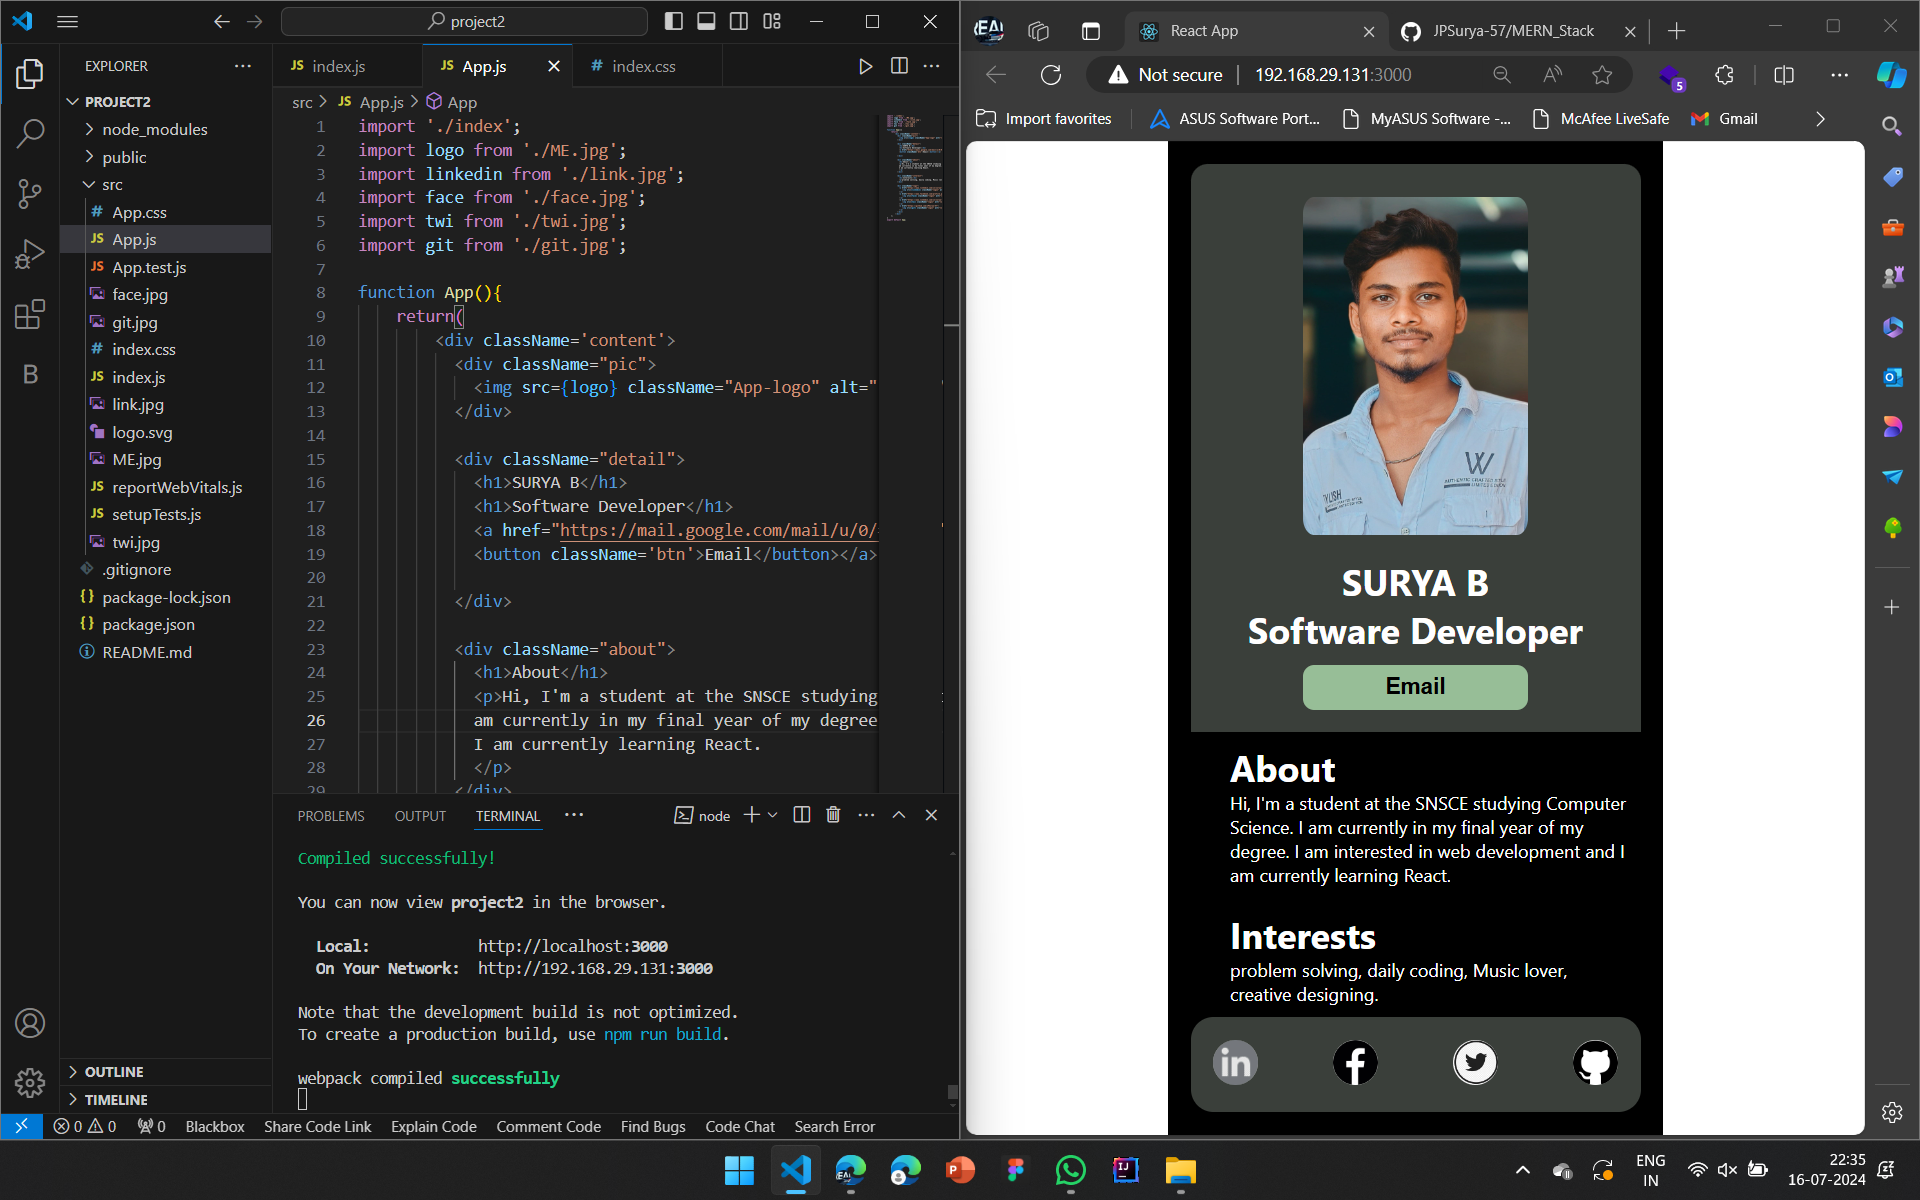 project2
EXPLORER
PROJECT2
node_modules
public
src
App.css
App.js
App.test.js
face.jpg
git.jpg
index.css
index.js
link.jpg
logo.svg
ME.jpg
reportWebVitals.js
setupTests.js
twi.jpg
.gitignore
package-lock.json
package.json
README.md
OUTLINE
TIMELINE
JS index.js
JS App.js
# index.css
src > JS App.js > App
1 import './index';
2 import logo from './ME.jpg';
3 import linkedin from './link.jpg';
4 import face from './face.jpg';
5 import twi from './twi.jpg';
6 import git from './git.jpg';
7
8 function App(){
9 return(
10 <div className='content'>
11 <div className="pic">
12 <img src={logo} className="App-logo" alt="
13 </div>
14
15 <div className="detail">
16 <h1>SURYA B</h1>
17 <h1>Software Developer</h1>
18 <a href="https://mail.google.com/mail/u/0/
19 <button className='btn'>Email</button></a>
20
21 </div>
22
23 <div className="about">
24 <h1>About</h1>
25 <p>Hi, I'm a student at the SNSCE studying
26 am currently in my final year of my degree
27 I am currently learning React.
28 </p>
29 </div>
PROBLEMS OUTPUT TERMINAL
node
Compiled successfully!
You can now view project2 in the browser.
Local: http://localhost:3000
On Your Network: http://192.168.29.131:3000
Note that the development build is not optimized.
To create a production build, use npm run build.
webpack compiled successfully
0 0 0 Blackbox Share Code Link Explain Code Comment Code Find Bugs Code Chat Search Error
React App
JPSurya-57/MERN_Stack
Not secure 192.168.29.131:3000
5
Import favorites
ASUS Software Port...
MyASUS Software -...
McAfee LiveSafe
Gmail
W
SURYA B
Software Developer
Email
About
Hi, I'm a student at the SNSCE studying Computer
Science. I am currently in my final year of my
degree. I am interested in web development and I
am currently learning React.
Interests
problem solving, daily coding, Music lover,
creative designing.
in
ENG
IN
22:35
16-07-2024